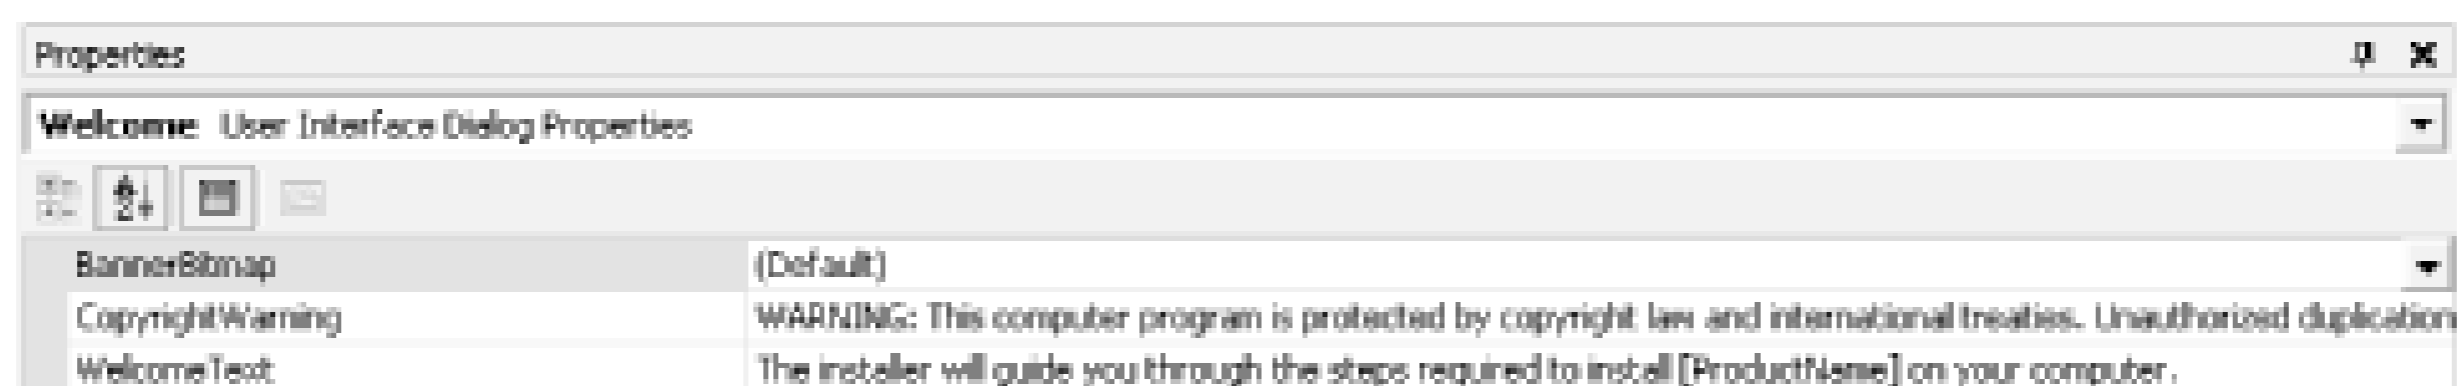 Properties
Welcome User Interface Dialog Properties
BannerBitmap (Default)
CopyrightWarning WARNING: This computer program is protected by copyright law and international treaties. Unauthorized duplication
WelcomeText The installer will guide you through the steps required to install [ProductName] on your computer.